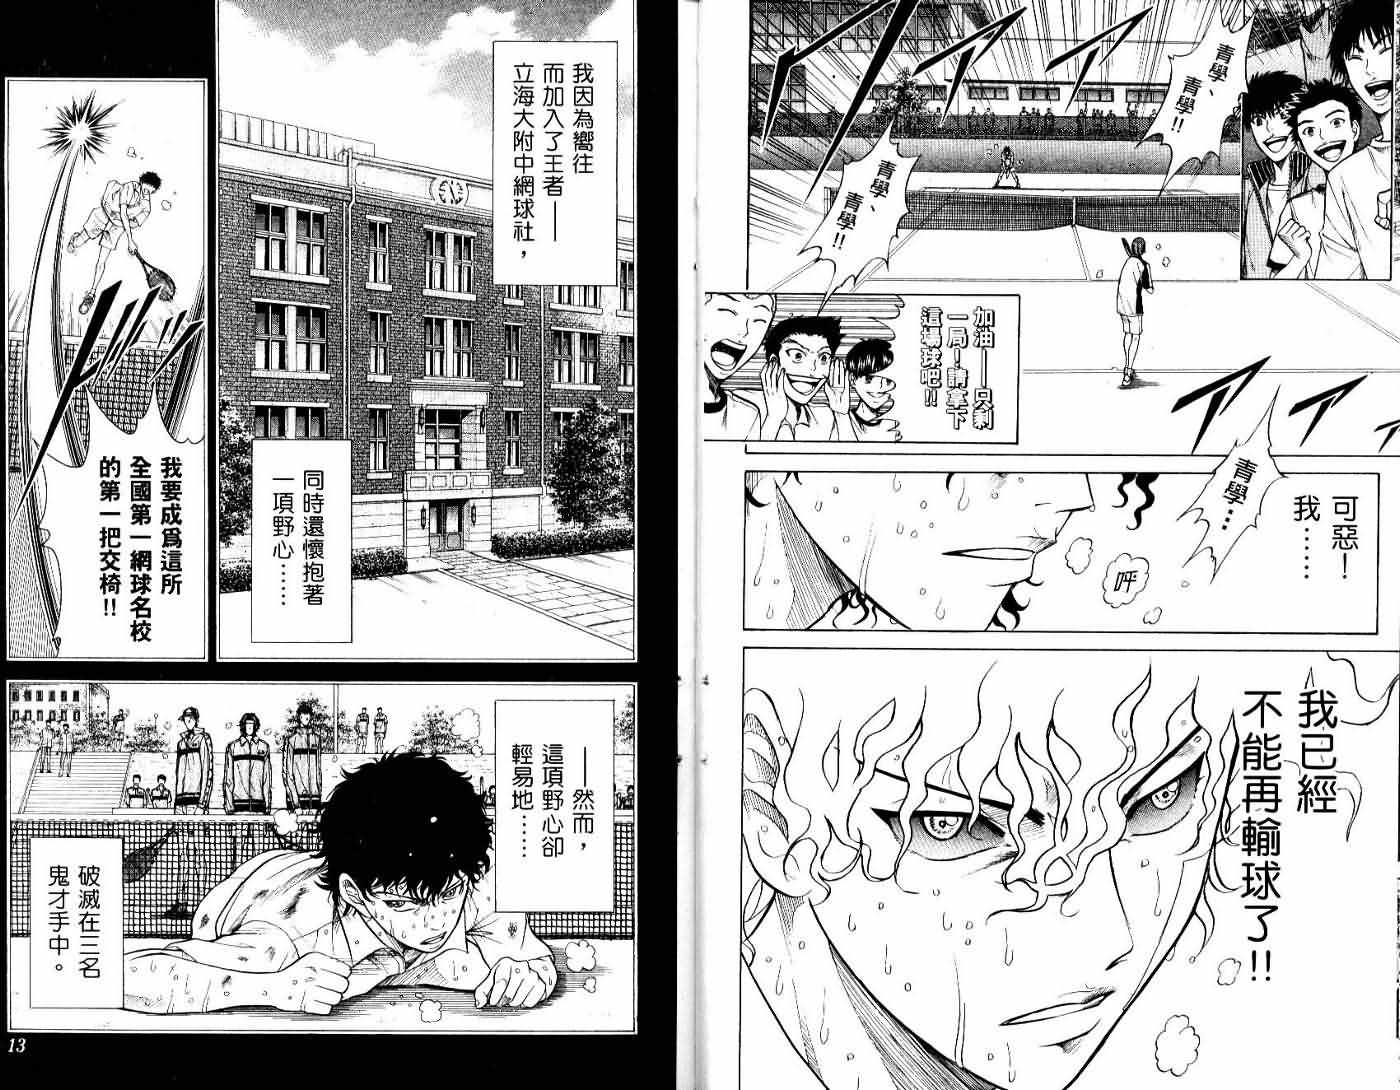 青學、
青學!!
青學、
青學!!
加油——只剩
一局!請拿下
這場球吧!!
青學…
可惡!
我……
呼
我已經
不能再輸球了!!
我因為嚮往
而加入了王者——
立海大附中網球社，
同時還懷抱著
一項野心……
我要成為這所
全國第一網球名校
的第一把交椅!!
——然而，
這項野心卻
輕易地……
破滅在三名
鬼才手中。
13